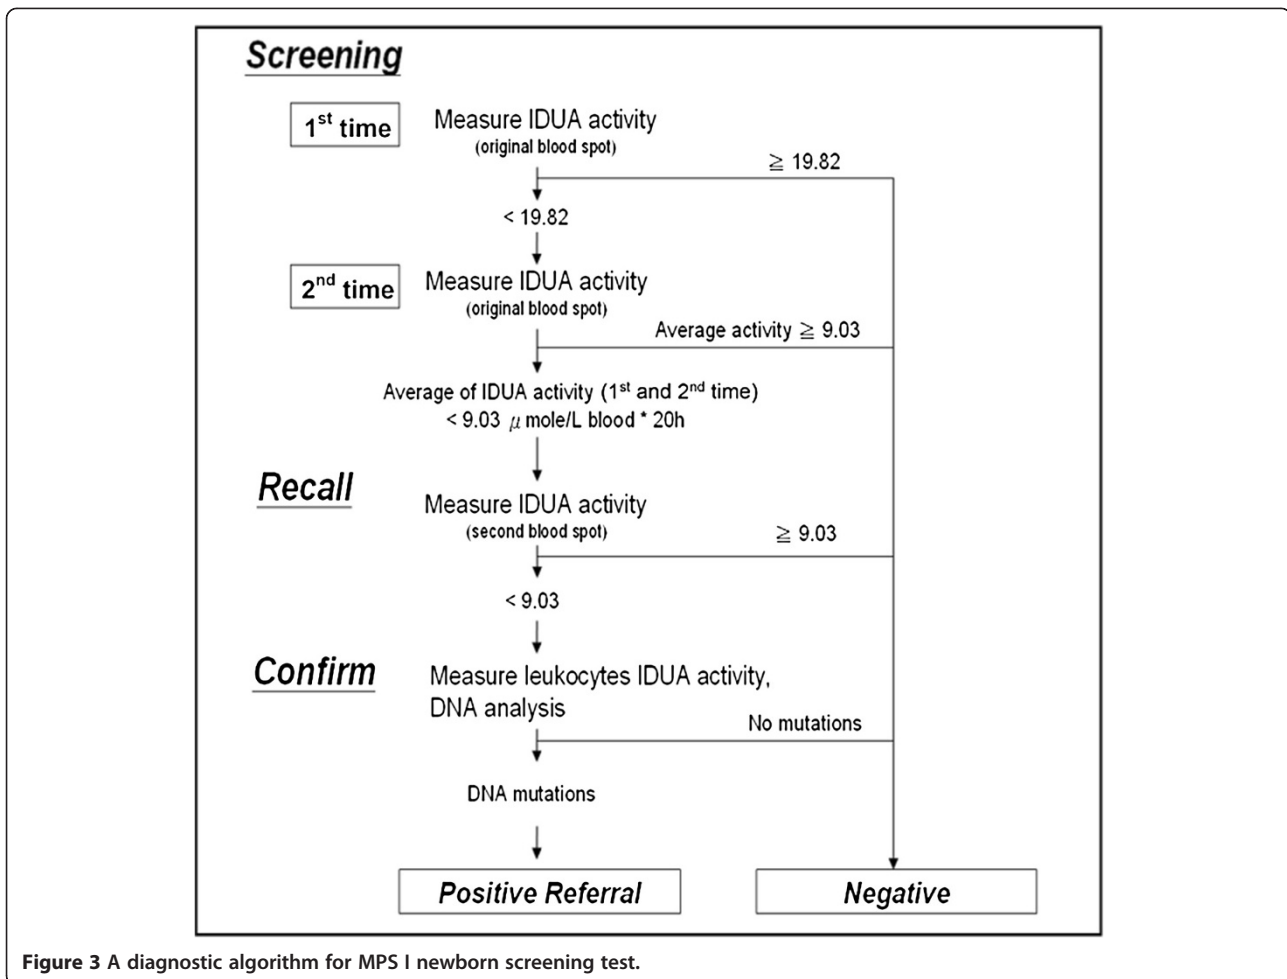 Screening
1st time
Measure IDUA activity
(original blood spot)
≧ 19.82
< 19.82
2nd time
Measure IDUA activity
(original blood spot)
Average activity ≧ 9.03
Average of IDUA activity (1st and 2nd time)
< 9.03 μ mole/L blood * 20h
Recall
Measure IDUA activity
(second blood spot)
≧ 9.03
< 9.03
Confirm
Measure leukocytes IDUA activity,
DNA analysis
No mutations
DNA mutations
Positive Referral
Negative
Figure 3 A diagnostic algorithm for MPS I newborn screening test.